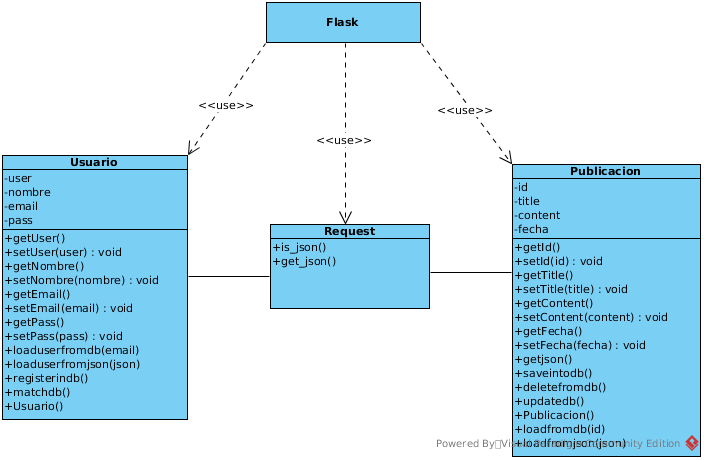 Flask
<<use>>
<<use>>
<<use>>
Usuario
-user
-nombre
-email
-pass
+getUser()
+setUser(user) : void
+getNombre()
+setNombre(nombre) : void
+getEmail()
+setEmail(email) : void
+getPass()
+setPass(pass) : void
+loaduserfromdb(email)
+loaduserfromjson(json)
+registerindb()
+matchdb()
+Usuario()
Request
+is_json()
+get_json()
Publicacion
-id
-title
-content
-fecha
+getId()
+setId(id) : void
+getTitle()
+setTitle(title) : void
+getContent()
+setContent(content) : void
+getFecha()
+setFecha(fecha) : void
+getjson()
+saveintodb()
+deletefromdb()
+updatedb()
+Publicacion()
+loadfromdb(id)
+loadfromjson(json)
Powered By Visual Paradigm Community Edition